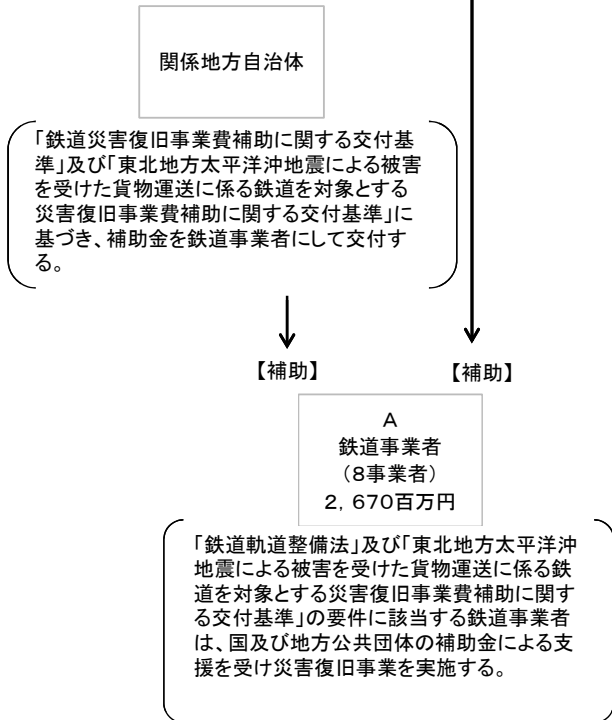 関係地方自治体
「鉄道災害復旧事業費補助に関する交付基
準」及び「東北地方太平洋沖地震による被害
を受けた貨物運送に係る鉄道を対象とする
災害復旧事業費補助に関する交付基準」に
基づき、補助金を鉄道事業者にして交付す
る。
【補助】 【補助】
A
鉄道事業者
(8事業者)
2，670百万円
「鉄道軌道整備法」及び「東北地方太平洋沖
地震による被害を受けた貨物運送に係る鉄
道を対象とする災害復旧事業費補助に関す
る交付基準」の要件に該当する鉄道事業者
は、国及び地方公共団体の補助金による支
援を受け災害復旧事業を実施する。